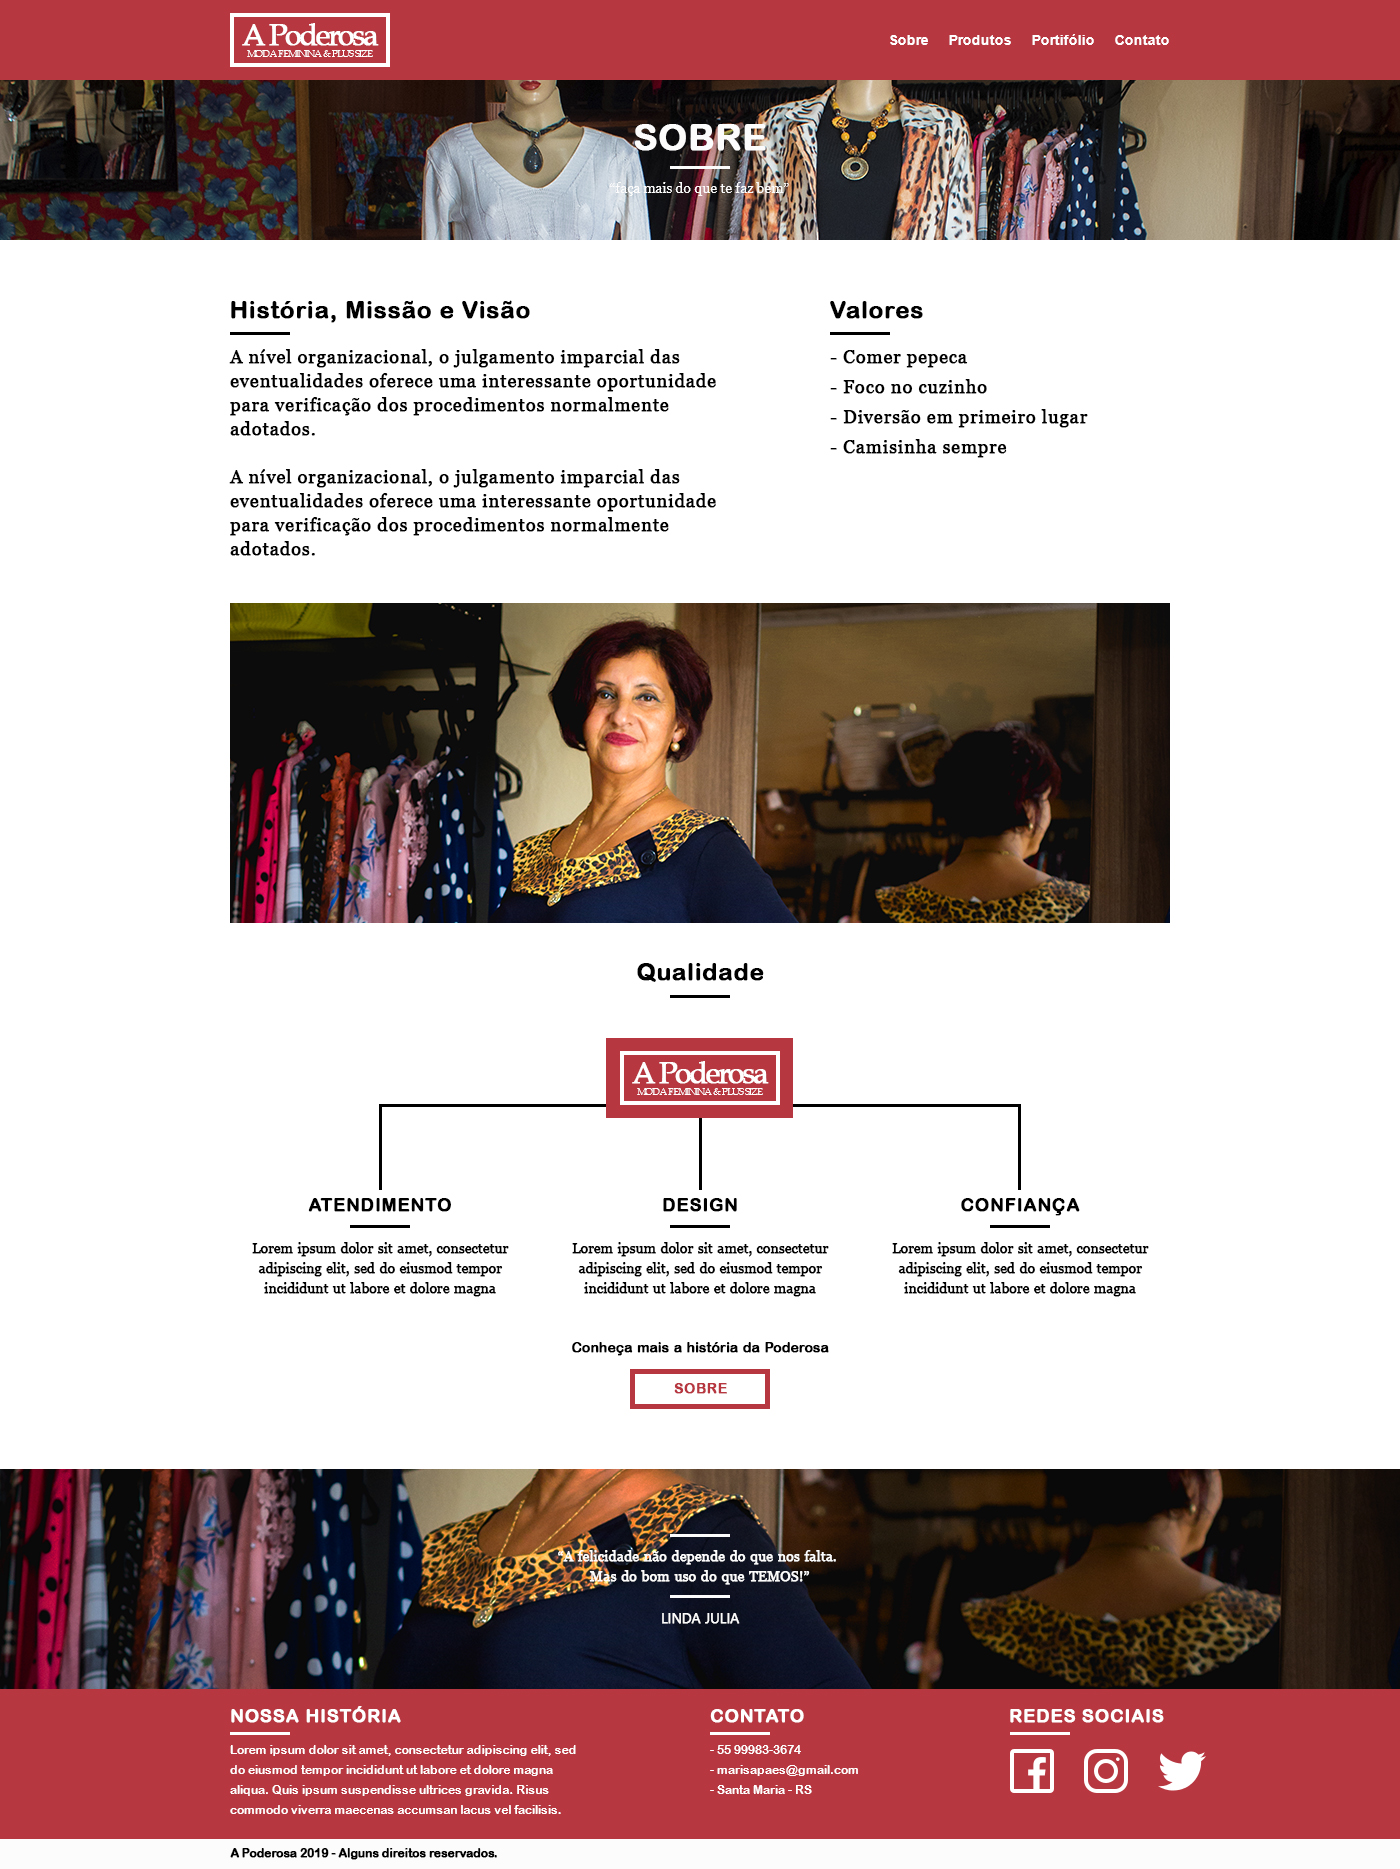 A Poderosa
MODA FEMININA & PLUS SIZE
Sobre Produtos Portifólio Contato
SOBRE
“faça mais do que te faz bem”
História, Missão e Visão
A nível organizacional, o julgamento imparcial das
eventualidades oferece uma interessante oportunidade
para verificação dos procedimentos normalmente
adotados.
A nível organizacional, o julgamento imparcial das
eventualidades oferece uma interessante oportunidade
para verificação dos procedimentos normalmente
adotados.
Valores
- Comer pepeca
- Foco no cuzinho
- Diversão em primeiro lugar
- Camisinha sempre
Qualidade
A Poderosa
MODA FEMININA & PLUS SIZE
ATENDIMENTO
Lorem ipsum dolor sit amet, consectetur
adipiscing elit, sed do eiusmod tempor
incididunt ut labore et dolore magna
DESIGN
Lorem ipsum dolor sit amet, consectetur
adipiscing elit, sed do eiusmod tempor
incididunt ut labore et dolore magna
CONFIANÇA
Lorem ipsum dolor sit amet, consectetur
adipiscing elit, sed do eiusmod tempor
incididunt ut labore et dolore magna
Conheça mais a história da Poderosa
SOBRE
“A felicidade não depende do que nos falta.
Mas do bom uso do que TEMOS!”
LINDA JULIA
NOSSA HISTÓRIA
Lorem ipsum dolor sit amet, consectetur adipiscing elit, sed
do eiusmod tempor incididunt ut labore et dolore magna
aliqua. Quis ipsum suspendisse ultrices gravida. Risus
commodo viverra maecenas accumsan lacus vel facilisis.
CONTATO
- 55 99983-3674
- marisapaes@gmail.com
- Santa Maria - RS
REDES SOCIAIS
A Poderosa 2019 - Alguns direitos reservados.